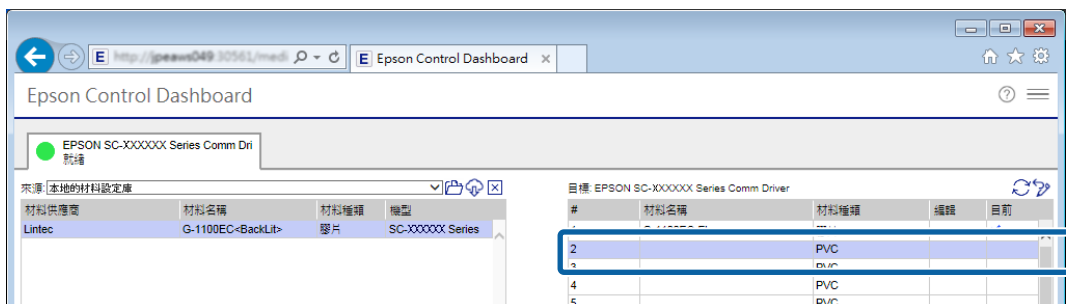 Epson Control Dashboard
Epson Control Dashboard
EPSON SC-XXXXXX Series Comm Dri
就緒
來源: 本地的材料設定庫
材料供應商 材料名稱 材料種類 機型
Lintec G-1100EC<BackLit> 膠片 SC-XXXXXX Series
目標: EPSON SC-XXXXXX Series Comm Driver
# 材料名稱 材料種類 編輯 目前
2 PVC
3 PVC
4 PVC
5 PVC